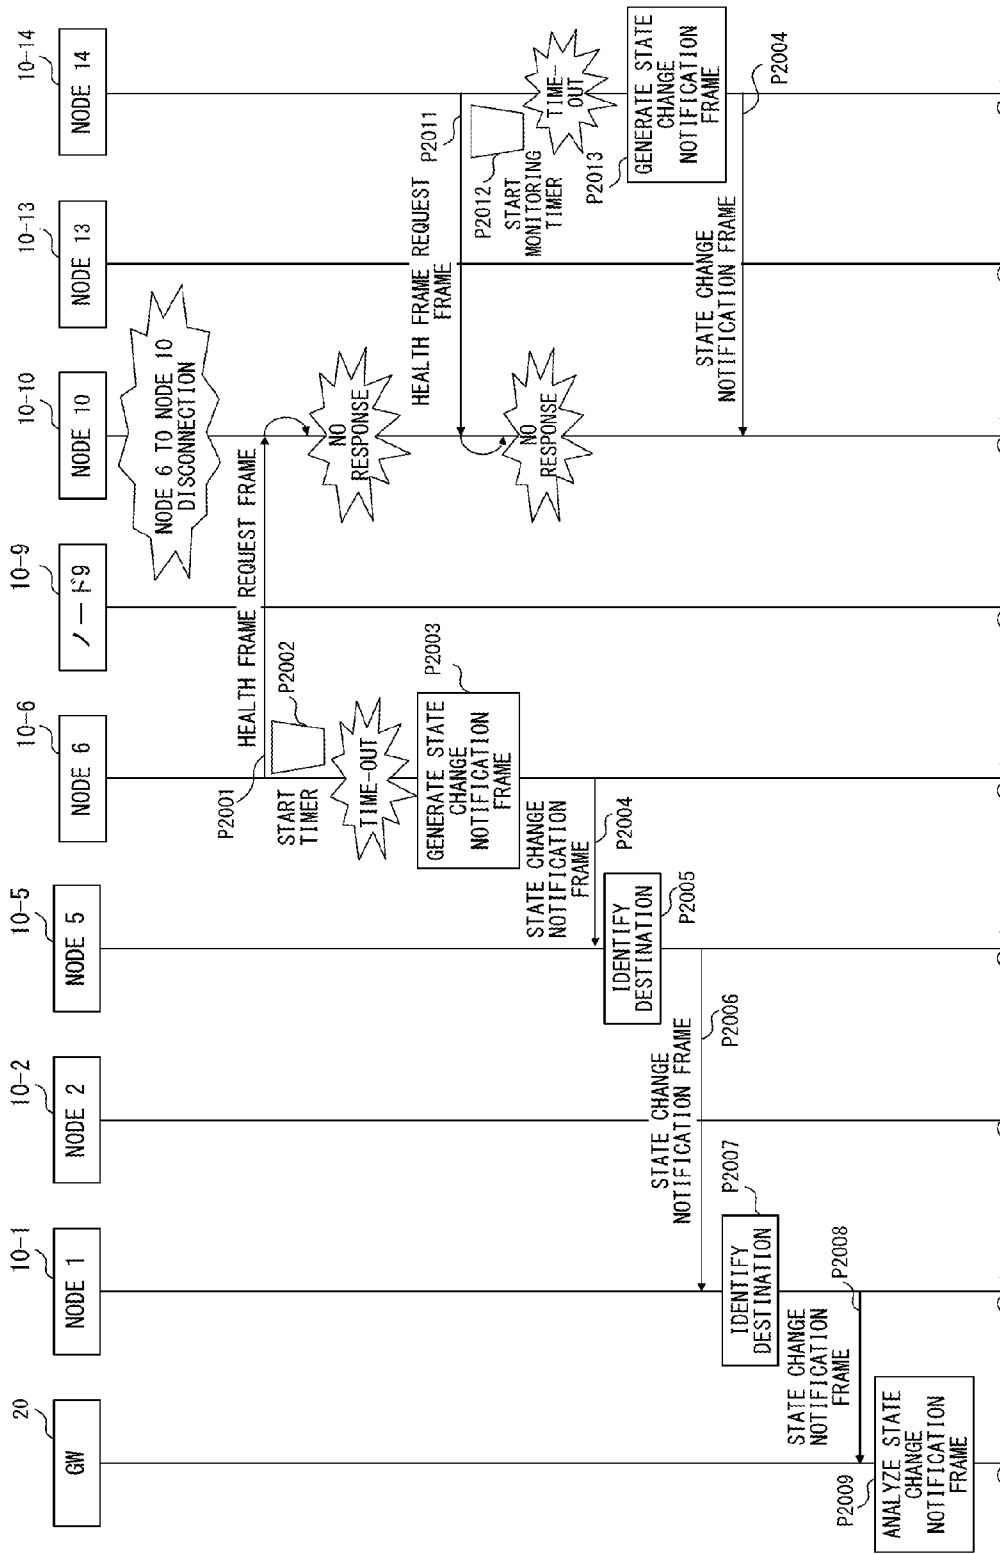 20
GW
10-1
NODE 1
10-2
NODE 2
10-5
NODE 5
10-6
NODE 6
10-9
ノード9
10-10
NODE 10
10-13
NODE 13
10-14
NODE 14
NODE 6 TO NODE 10
DISCONNECTION
P2001
HEALTH FRAME REQUEST FRAME
START
TIMER
P2002
NO
RESPONSE
TIME-OUT
P2003
GENERATE STATE
CHANGE
NOTIFICATION
FRAME
HEALTH FRAME REQUEST
FRAME
P2011
P2012
START
MONITORING
TIMER
NO
RESPONSE
TIME-
OUT
STATE CHANGE
NOTIFICATION
FRAME
P2004
P2013
GENERATE STATE
CHANGE
NOTIFICATION
FRAME
IDENTIFY
DESTINATION
P2005
STATE CHANGE
NOTIFICATION FRAME
P2006
STATE CHANGE
NOTIFICATION FRAME
P2004
P2007
IDENTIFY
DESTINATION
STATE CHANGE
NOTIFICATION
FRAME
P2008
P2009
ANALYZE STATE
CHANGE
NOTIFICATION
FRAME